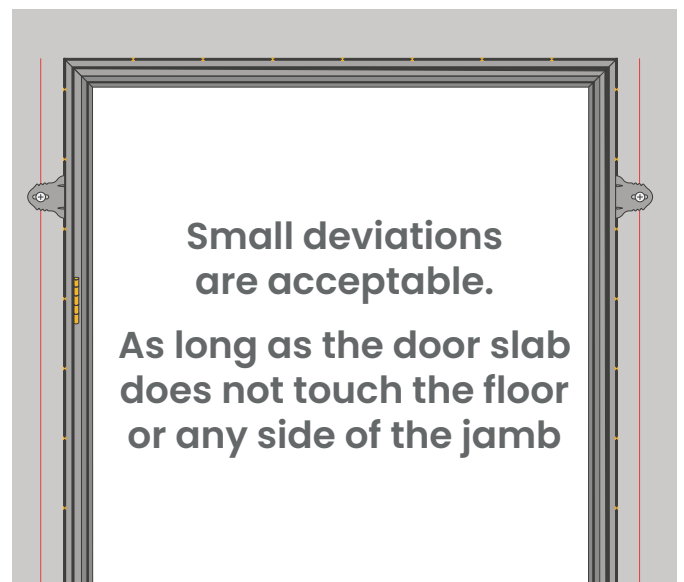 Small deviations
are acceptable.
As long as the door slab
does not touch the floor
or any side of the jamb